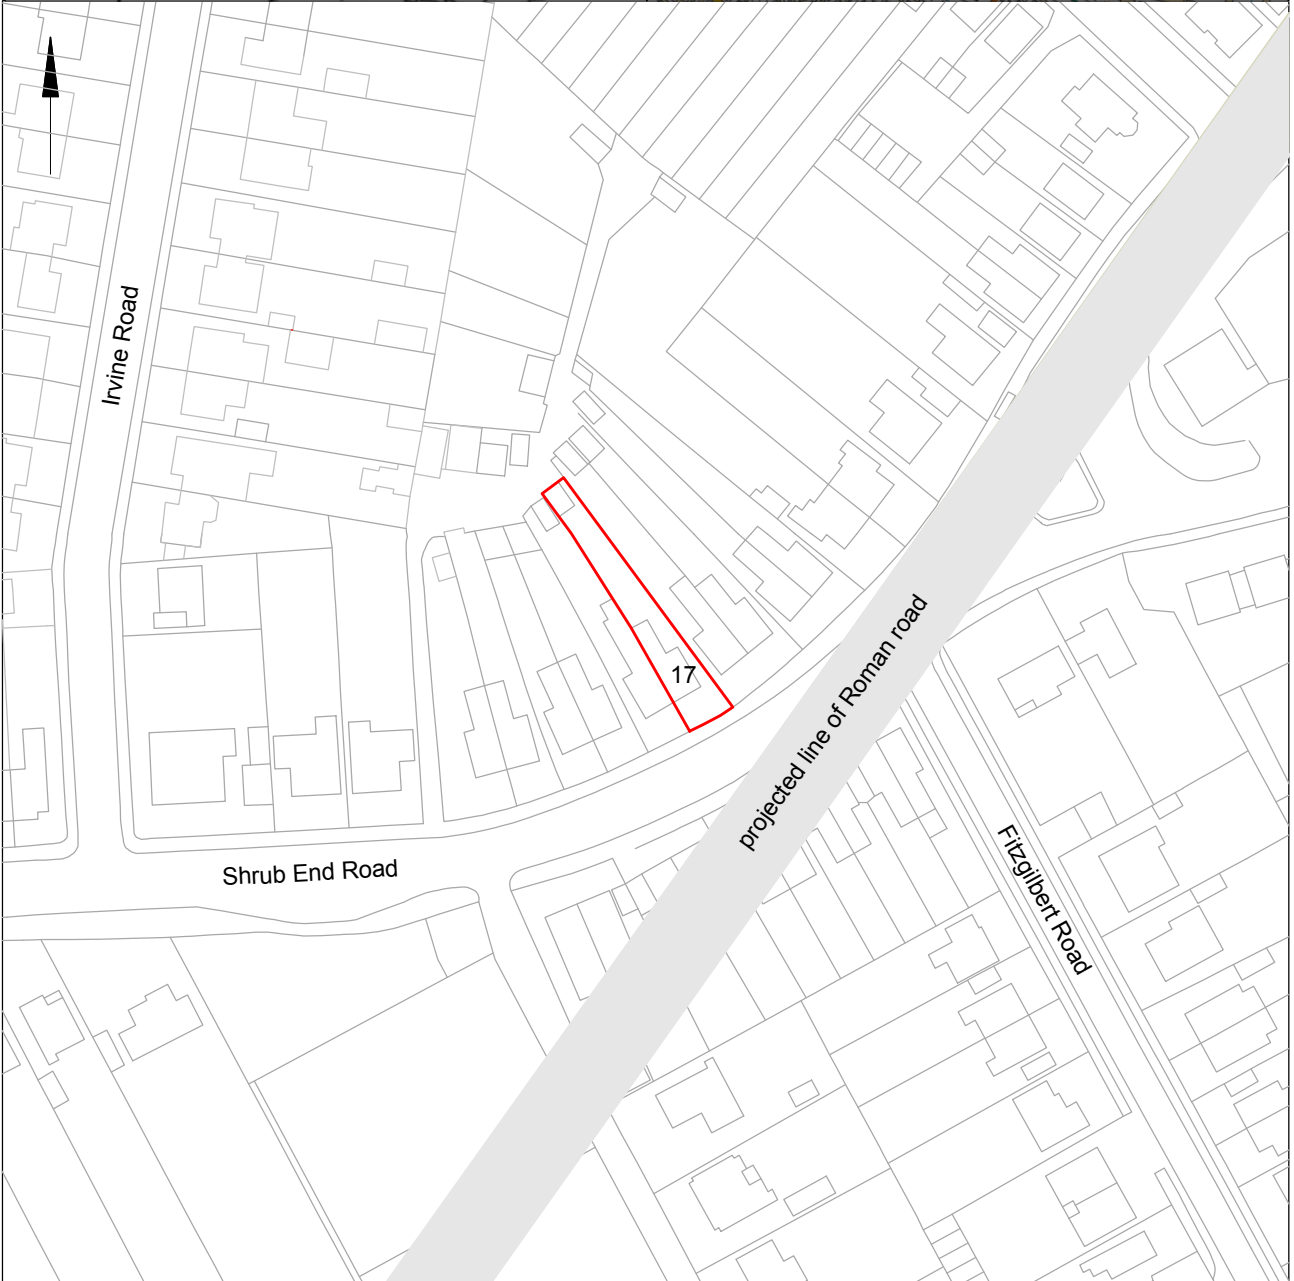 Irvine Road
17
projected line of Roman road
Shrub End Road
Fitzgilbert Road